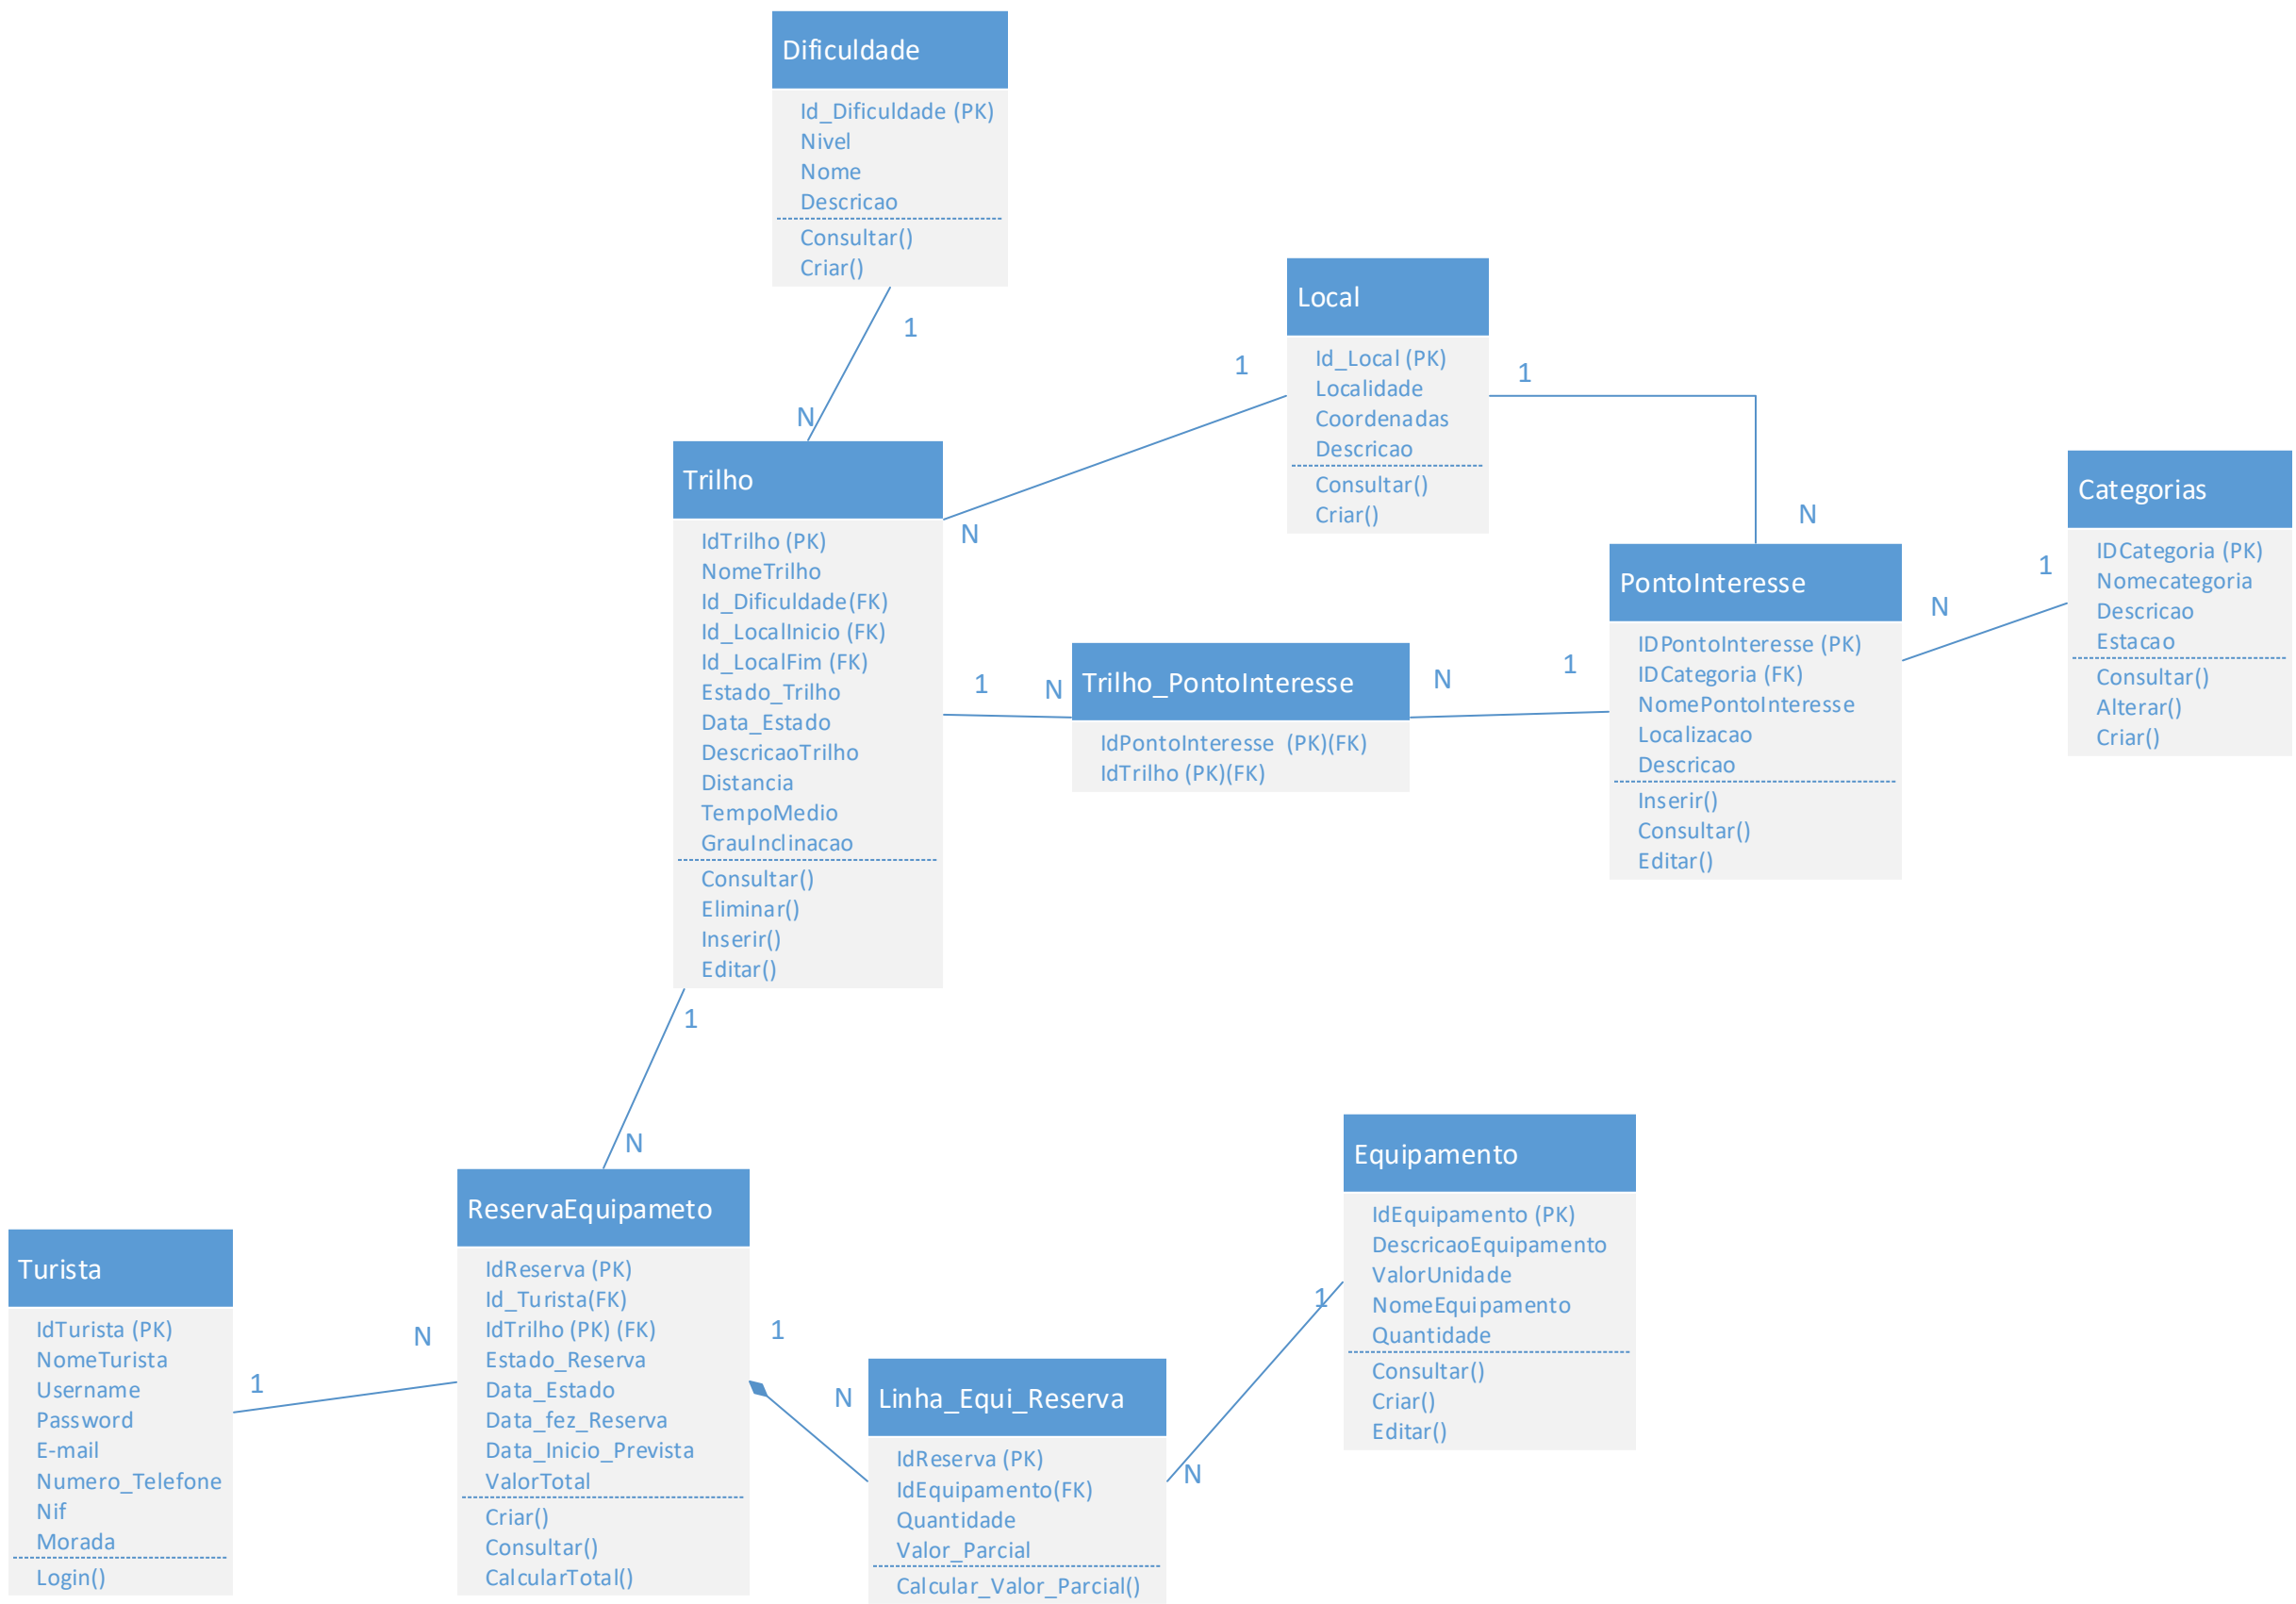 Dificuldade
Id_Dificuldade (PK)
Nivel
Nome
Descricao
Consultar()
Criar()
1
N
Local
Id_Local (PK)
Localidade
Coordenadas
Descricao
Consultar()
Criar()
1
N
1
N
Trilho
IdTrilho (PK)
NomeTrilho
Id_Dificuldade(FK)
Id_LocalInicio (FK)
Id_LocalFim (FK)
Estado_Trilho
Data_Estado
DescricaoTrilho
Distancia
TempoMedio
GrauInclinacao
Consultar()
Eliminar()
Inserir()
Editar()
1
N
Trilho_PontoInteresse
IdPontoInteresse (PK)(FK)
IdTrilho (PK)(FK)
N
1
PontoInteresse
IDPontoInteresse (PK)
IDCategoria (FK)
NomePontoInteresse
Localizacao
Descricao
Inserir()
Consultar()
Editar()
N
1
Categorias
IDCategoria (PK)
Nomecategoria
Descricao
Estacao
Consultar()
Alterar()
Criar()
1
N
Turista
IdTurista (PK)
NomeTurista
Username
Password
E-mail
Numero_Telefone
Nif
Morada
Login()
1
N
ReservaEquipameto
IdReserva (PK)
Id_Turista(FK)
IdTrilho (PK) (FK)
Estado_Reserva
Data_Estado
Data_fez_Reserva
Data_Inicio_Prevista
ValorTotal
Criar()
Consultar()
CalcularTotal()
1
N
Linha_Equi_Reserva
IdReserva (PK)
IdEquipamento(FK)
Quantidade
Valor_Parcial
Calcular_Valor_Parcial()
N
1
Equipamento
IdEquipamento (PK)
DescricaoEquipamento
ValorUnidade
NomeEquipamento
Quantidade
Consultar()
Criar()
Editar()